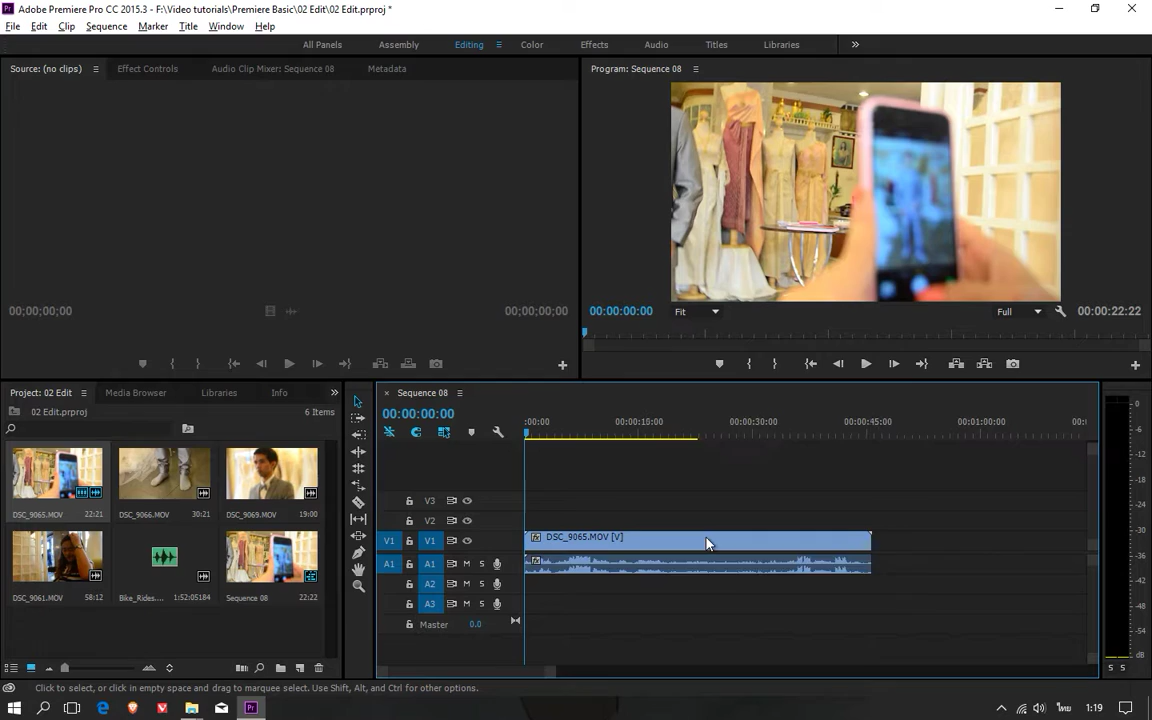 Adobe Premiere Pro CC 2015.3 - F:\Video tutorials\Premiere Basic\02 Edit\02 Edit.prproj *
File Edit Clip Sequence Marker Title Window Help
All Panels Assembly Editing Color Effects Audio Titles Libraries
Source: (no clips) Effect Controls Audio Clip Mixer: Sequence 08 Metadata
Program: Sequence 08
00;00;00;00 00;00;00;00
00:00:00:00 Fit Full 00:00:22:22
Project: 02 Edit Media Browser Libraries Info
02 Edit.prproj 6 Items
DSC_9065.MOV 22:21 DSC_9066.MOV 30:21 DSC_9069.MOV 19:00
DSC_9061.MOV 58:12 Bike_Rides... 1:52:05184 Sequence 08 22:22
Sequence 08
00:00:00:00
:00:00 00:00:15:00 00:00:30:00 00:00:45:00 00:01:00:00 00:0
V3
V2
V1 V1 fx DSC_9065.MOV [V]
A1 A1 M S fx
A2 M S
A3 M S
Master 0.0
0
-6
-12
-18
-24
-30
-36
-42
-48
-54
dB
S S
Click to select, or click in empty space and drag to marquee select. Use Shift, Alt, and Ctrl for other options.
ไทย 1:19